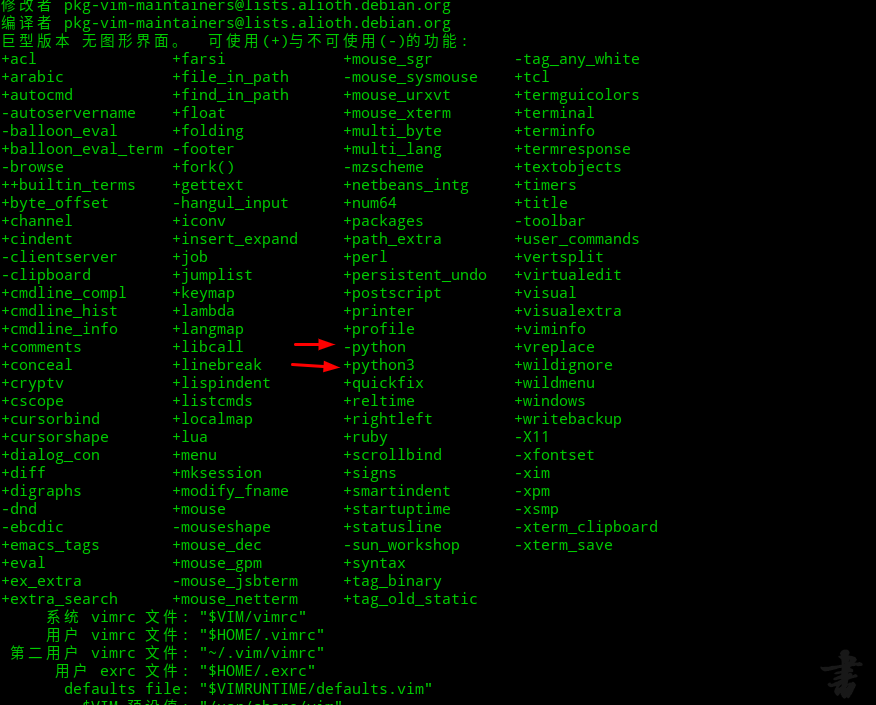 修改者 pkg-vim-maintainers@lists.alioth.debian.org
编译者 pkg-vim-maintainers@lists.alioth.debian.org
巨型版本 无图形界面。 可使用(+)与不可使用(-)的功能:
+acl +farsi +mouse_sgr -tag_any_white
+arabic +file_in_path -mouse_sysmouse +tcl
+autocmd +find_in_path +mouse_urxvt +termguicolors
-autoservername +float +mouse_xterm +terminal
-balloon_eval +folding +multi_byte +terminfo
+balloon_eval_term -footer +multi_lang +termresponse
-browse +fork() -mzscheme +textobjects
++builtin_terms +gettext +netbeans_intg +timers
+byte_offset -hangul_input +num64 +title
+channel +iconv +packages -toolbar
+cindent +insert_expand +path_extra +user_commands
-clientserver +job +perl +vertsplit
-clipboard +jumplist +persistent_undo +virtualedit
+cmdline_compl +keymap +postscript +visual
+cmdline_hist +lambda +printer +visualextra
+cmdline_info +langmap +profile +viminfo
+comments +libcall -python +vreplace
+conceal +linebreak +python3 +wildignore
+cryptv +lispindent +quickfix +wildmenu
+cscope +listcmds +reltime +windows
+cursorbind +localmap +rightleft +writebackup
+cursorshape +lua +ruby -X11
+dialog_con +menu +scrollbind -xfontset
+diff +mksession +signs -xim
+digraphs +modify_fname +smartindent -xpm
-dnd +mouse +startuptime -xsmp
-ebcdic -mouseshape +statusline -xterm_clipboard
+emacs_tags +mouse_dec -sun_workshop -xterm_save
+eval +mouse_gpm +syntax
+ex_extra -mouse_jsbterm +tag_binary
+extra_search +mouse_netterm +tag_old_static
系统 vimrc 文件: "$VIM/vimrc"
用户 vimrc 文件: "$HOME/.vimrc"
第二用户 vimrc 文件: "~/.vim/vimrc"
用户 exrc 文件: "$HOME/.exrc"
defaults file: "$VIMRUNTIME/defaults.vim"
$VIM 预设值: "/usr/share/vim"
書